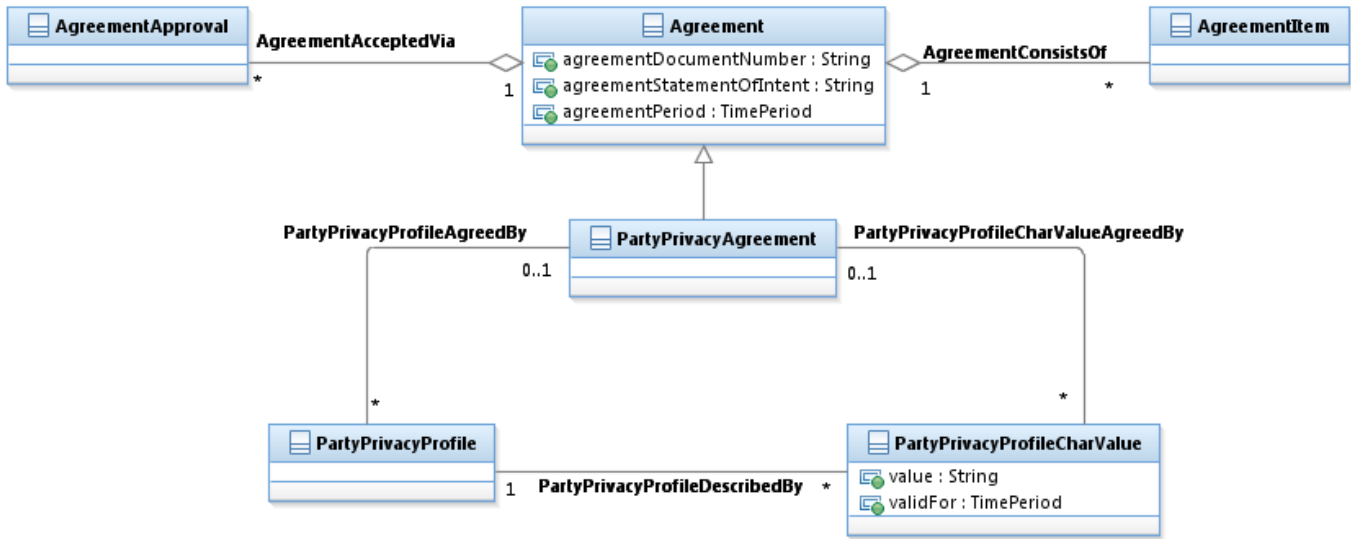 AgreementApproval
AgreementAcceptedVia
*
1
Agreement
agreementDocumentNumber : String
agreementStatementOfIntent : String
agreementPeriod : TimePeriod
AgreementConsistsOf
1
*
AgreementItem
PartyPrivacyProfileAgreedBy
0..1
*
PartyPrivacyAgreement
PartyPrivacyProfileCharValueAgreedBy
0..1
*
PartyPrivacyProfile
1
PartyPrivacyProfileDescribedBy
*
PartyPrivacyProfileCharValue
value : String
validFor : TimePeriod